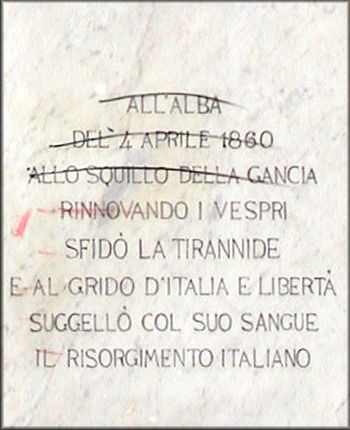 ALL'ALBA
DEL 4 APRILE 1860
ALLO SQUILLO DELLA GANCIA
RINNOVANDO I VESPRI
SFIDÒ LA TIRANNIDE
E AL GRIDO D'ITALIA E LIBERTÀ
SUGGELLÒ COL SUO SANGUE
IL RISORGIMENTO ITALIANO